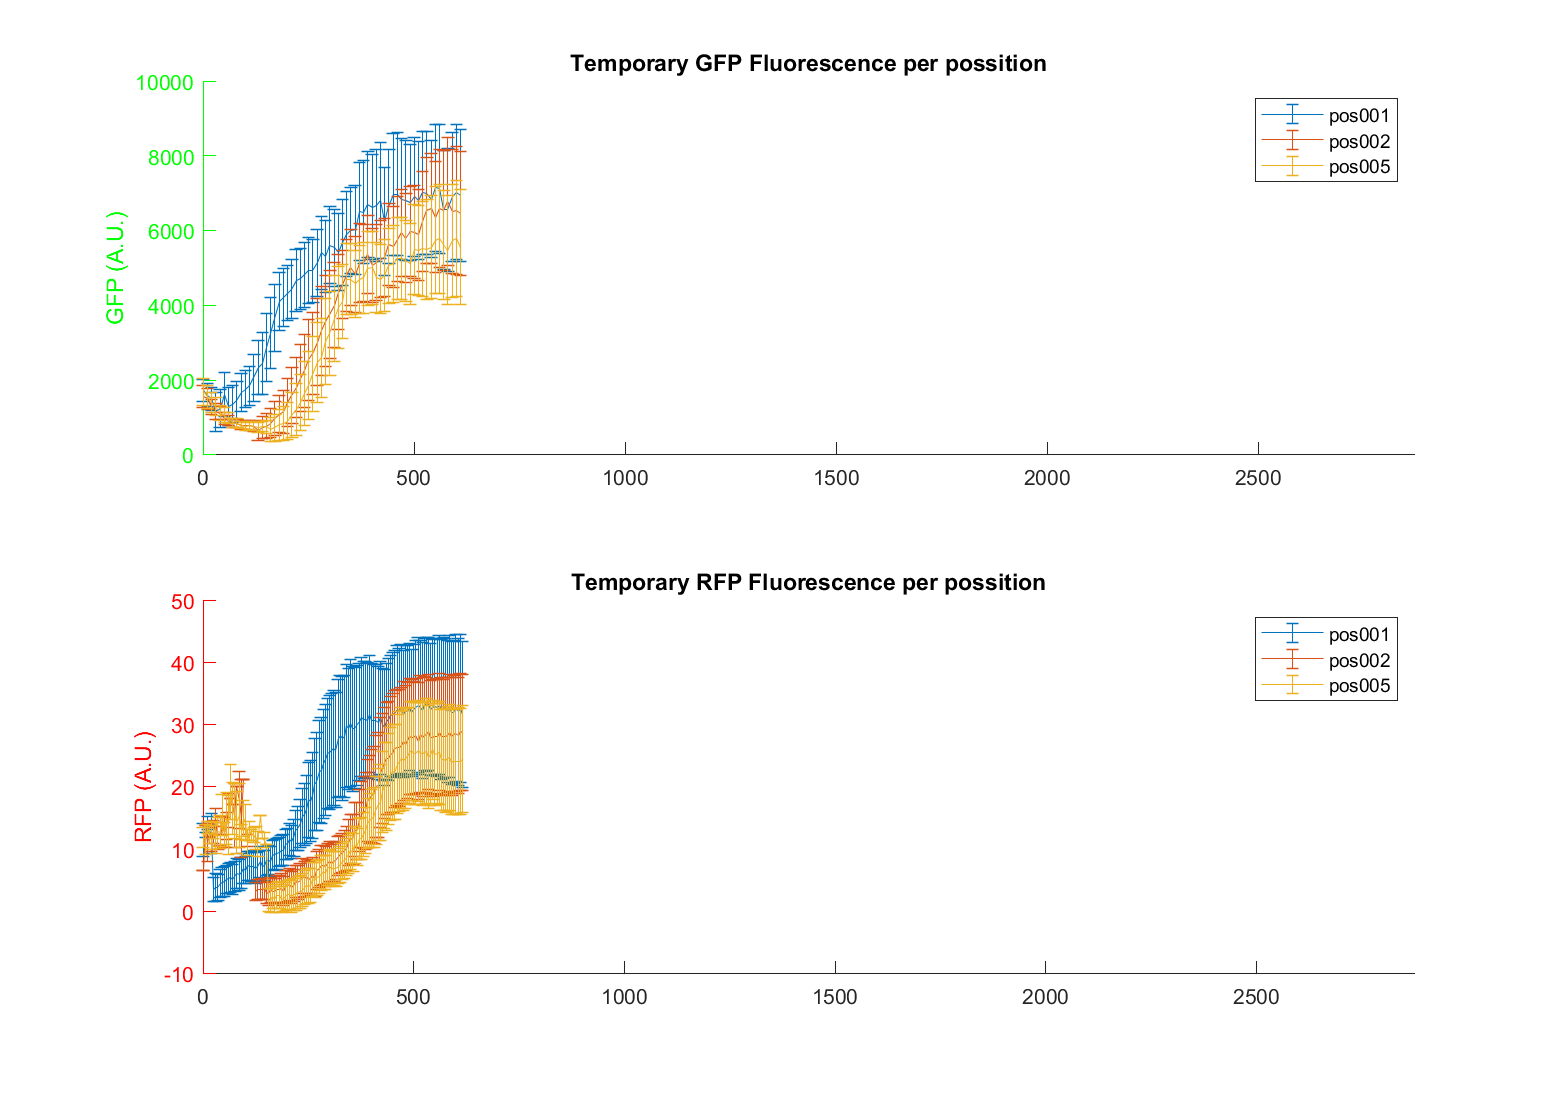 Temporary GFP Fluorescence per possition
10000
8000
6000
4000
2000
0
GFP (A.U.)
pos001
pos002
pos005
0 500 1000 1500 2000 2500
Temporary RFP Fluorescence per possition
50
40
30
20
10
0
-10
RFP (A.U.)
pos001
pos002
pos005
0 500 1000 1500 2000 2500